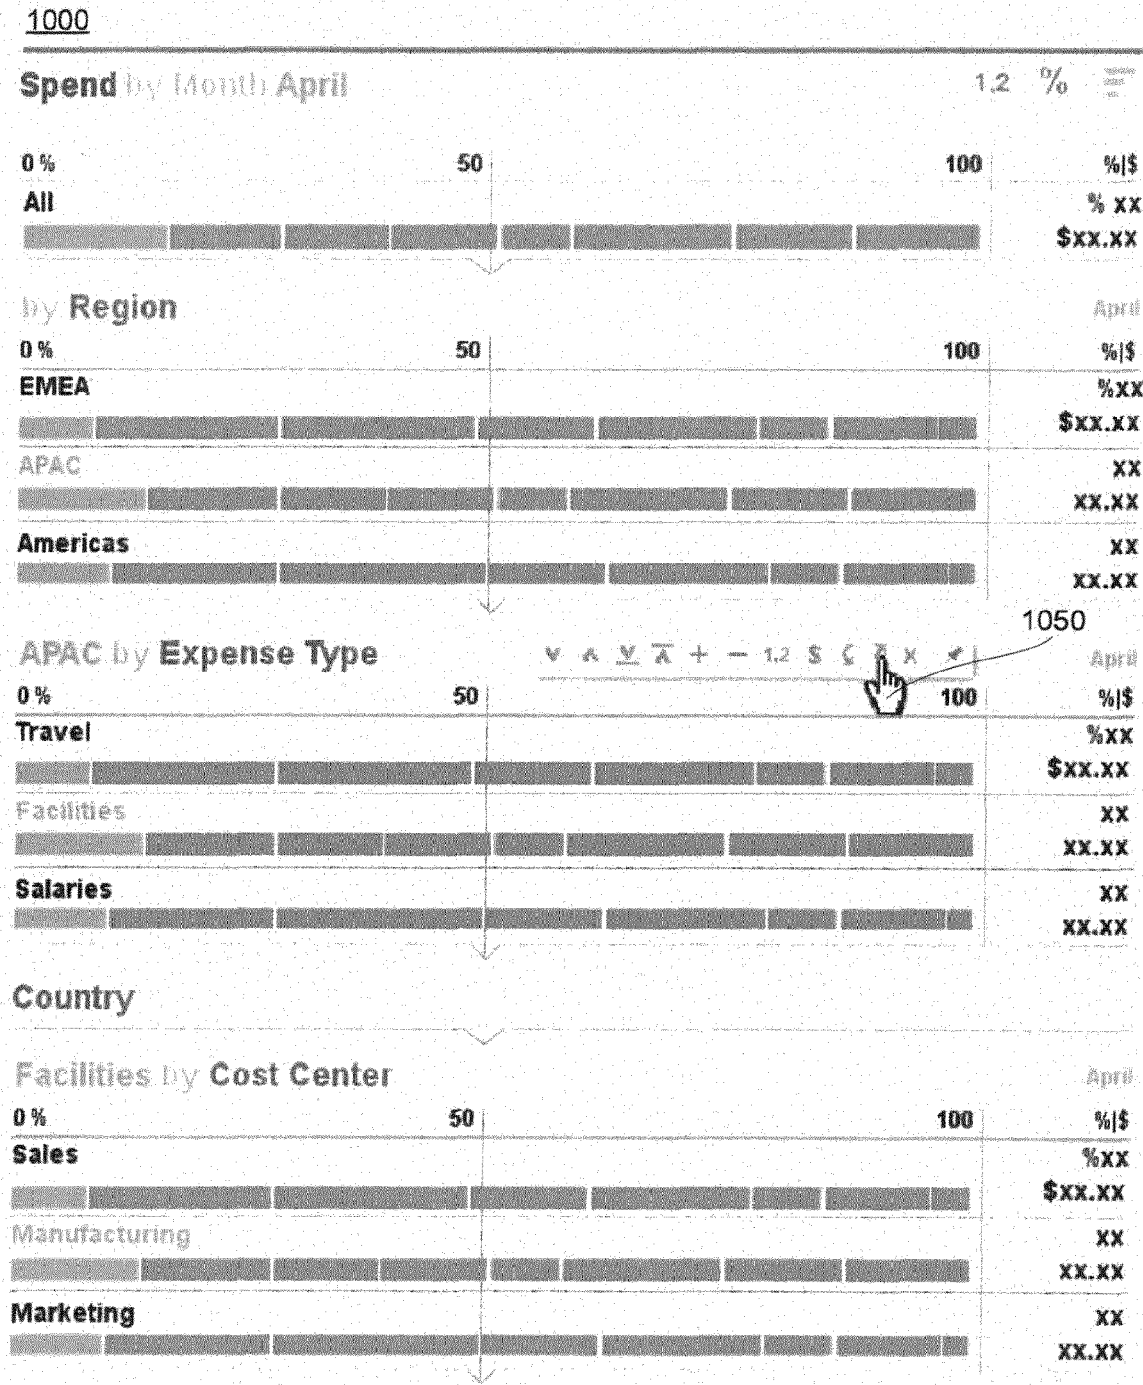 1000
Spend by Month April 1.2 %
0 % 50 100 %|$
All % xx
$xx.xx
by Region April
0 % 50 100 %|$
EMEA %xx
$xx.xx
APAC xx
xx.xx
Americas xx
xx.xx
1050
APAC by Expense Type + − 1.2 $ X April
0 % 50 100 %|$
Travel %xx
$xx.xx
Facilities xx
xx.xx
Salaries xx
xx.xx
Country
Facilities by Cost Center April
0 % 50 100 %|$
Sales %xx
$xx.xx
Manufacturing xx
xx.xx
Marketing xx
xx.xx